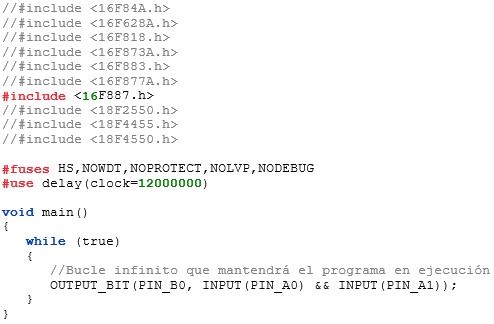 //#include <16F84A.h>
//#include <16F628A.h>
//#include <16F818.h>
//#include <16F873A.h>
//#include <16F883.h>
//#include <16F877A.h>
#include <16F887.h>
//#include <18F2550.h>
//#include <18F4455.h>
//#include <18F4550.h>

#fuses HS,NOWDT,NOPROTECT,NOLVP,NODEBUG
#use delay(clock=12000000)

void main()
{
   while (true)
   {
      //Bucle infinito que mantendrá el programa en ejecución
      OUTPUT_BIT(PIN_B0, INPUT(PIN_A0) && INPUT(PIN_A1));
   }
}